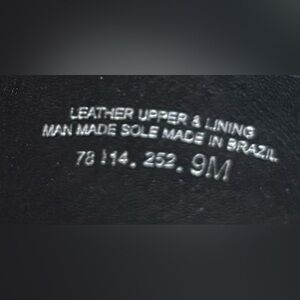 LEATHER UPPER & LINING
MAN MADE SOLE MADE IN BRAZIL
78 114. 252. 9M